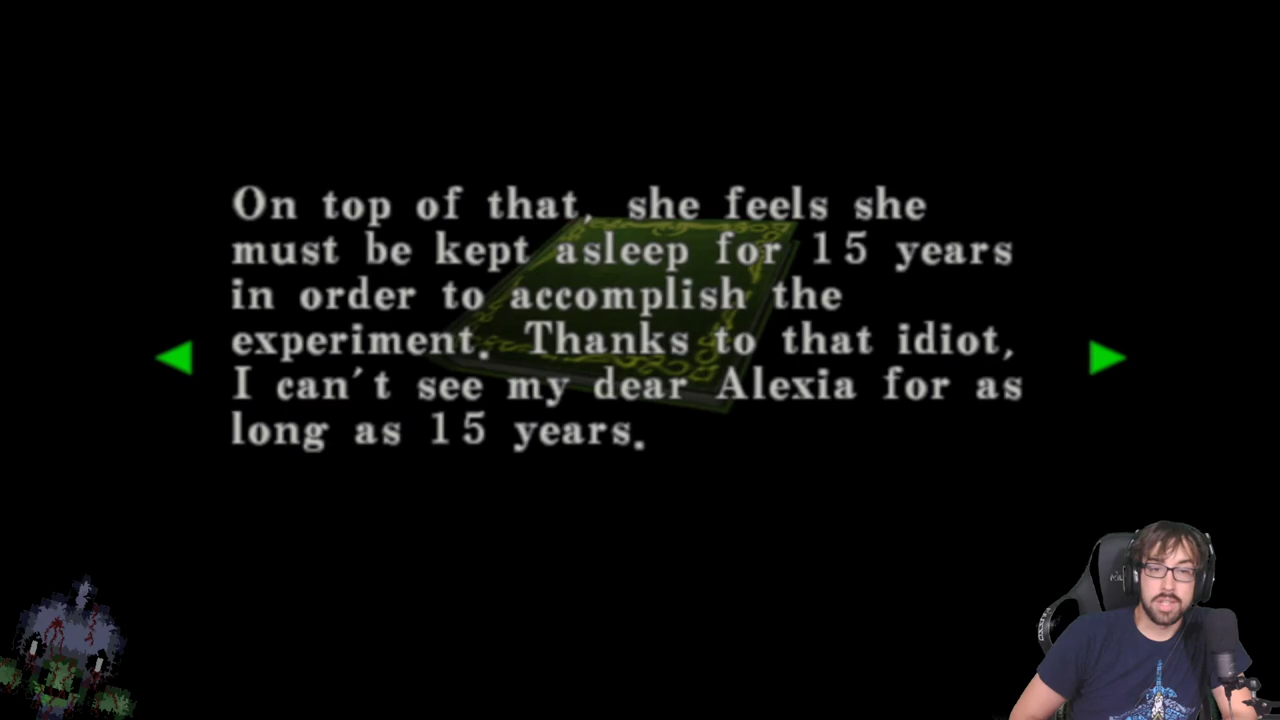 On top of that, she feels she
must be kept asleep for 15 years
in order to accomplish the
experiment. Thanks to that idiot,
I can't see my dear Alexia for as
long as 15 years.